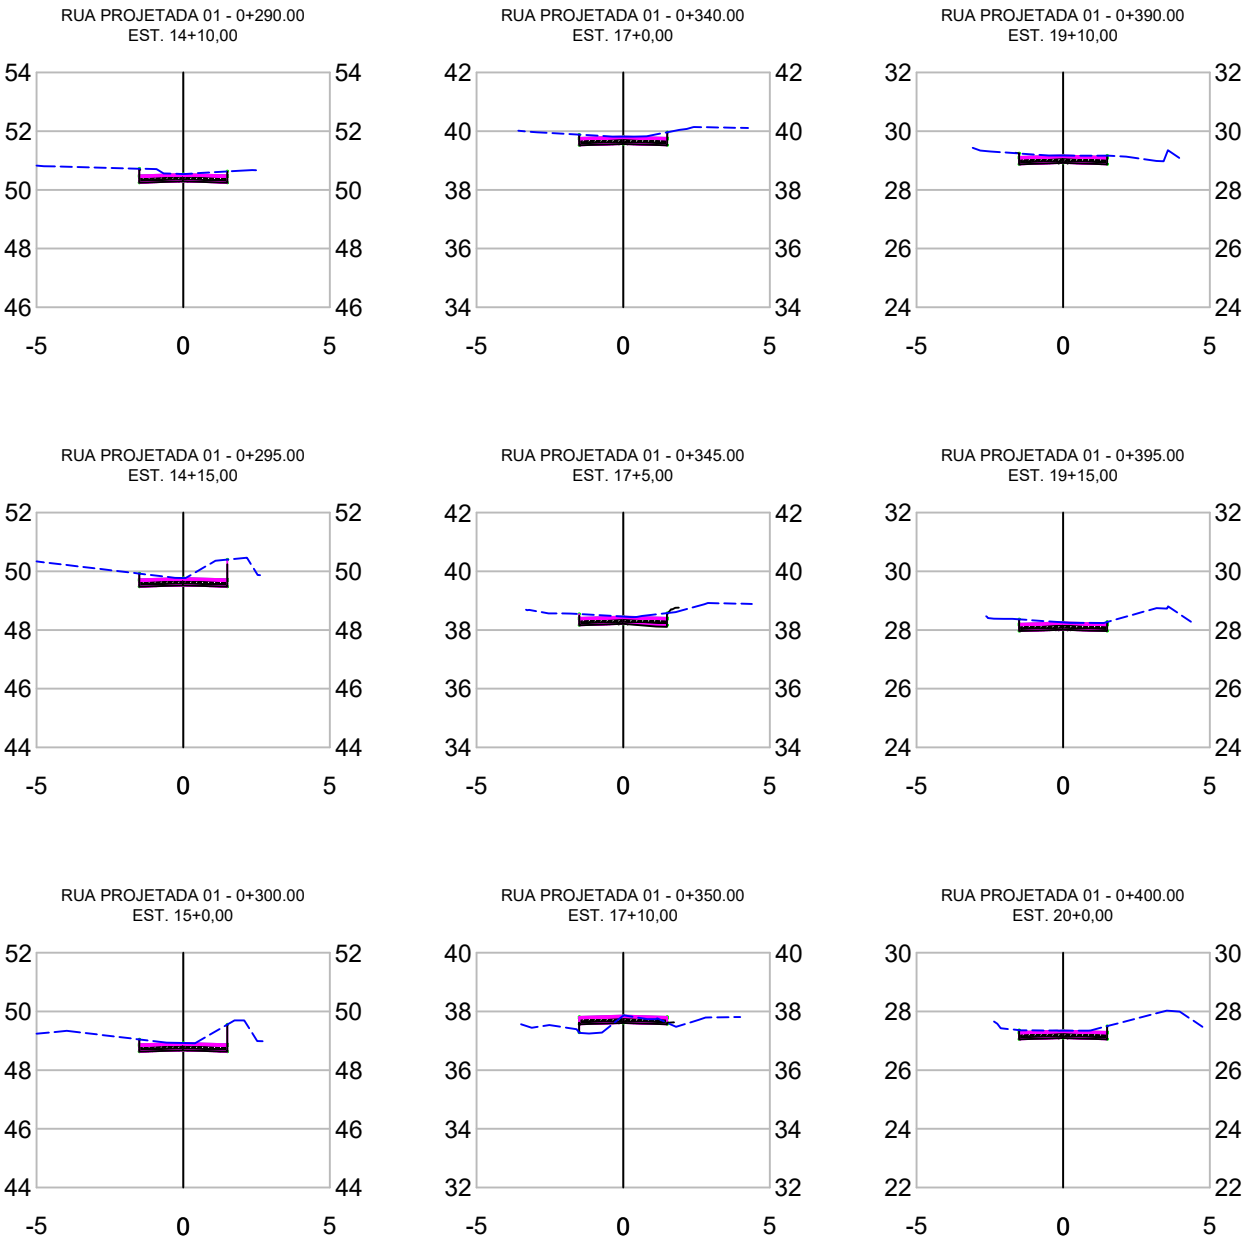 RUA PROJETADA 01 - 0+290.00
EST. 14+10,00
54 54
52 52
50 50
48 48
46 46
-5 0 5
RUA PROJETADA 01 - 0+340.00
EST. 17+0,00
42 42
40 40
38 38
36 36
34 34
-5 0 5
RUA PROJETADA 01 - 0+390.00
EST. 19+10,00
32 32
30 30
28 28
26 26
24 24
-5 0 5
RUA PROJETADA 01 - 0+295.00
EST. 14+15,00
52 52
50 50
48 48
46 46
44 44
-5 0 5
RUA PROJETADA 01 - 0+345.00
EST. 17+5,00
42 42
40 40
38 38
36 36
34 34
-5 0 5
RUA PROJETADA 01 - 0+395.00
EST. 19+15,00
32 32
30 30
28 28
26 26
24 24
-5 0 5
RUA PROJETADA 01 - 0+300.00
EST. 15+0,00
52 52
50 50
48 48
46 46
44 44
-5 0 5
RUA PROJETADA 01 - 0+350.00
EST. 17+10,00
40 40
38 38
36 36
34 34
32 32
-5 0 5
RUA PROJETADA 01 - 0+400.00
EST. 20+0,00
30 30
28 28
26 26
24 24
22 22
-5 0 5